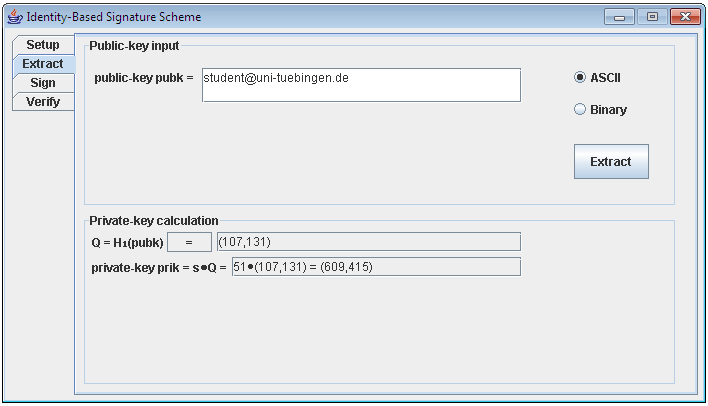 Identity-Based Signature Scheme
Setup
Extract
Sign
Verify
Public-key input
public-key pubk = student@uni-tuebingen.de
ASCII
Binary
Extract
Private-key calculation
Q = H₁(pubk) = (107,131)
private-key prik = s●Q = 51●(107,131) = (609,415)